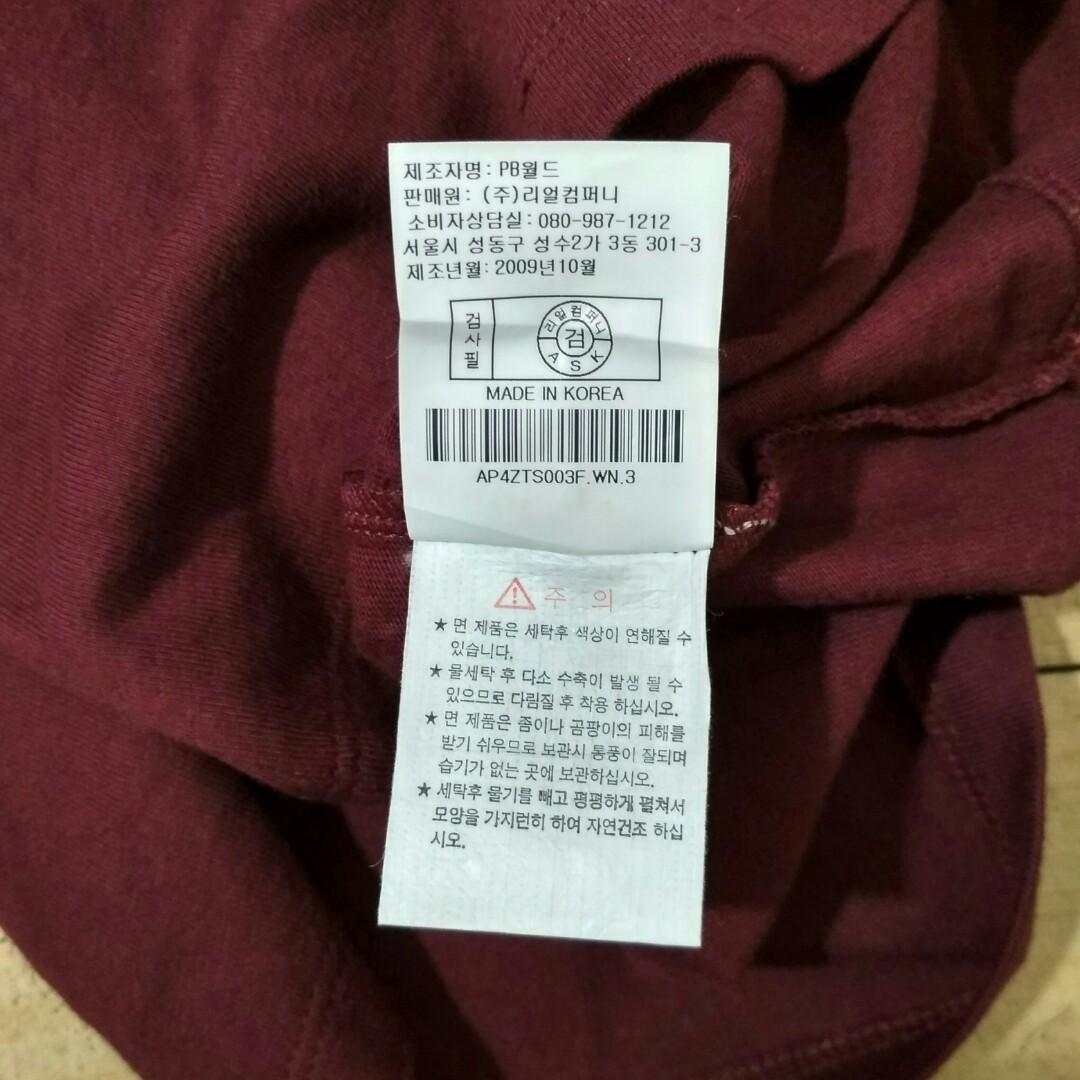 제조자명: PB월드
판매원: (주)리얼컴퍼니
소비자상담실: 080-987-1212
서울시 성동구 성수2가 3동 301-3
제조년월: 2009년10월
검사필
리얼컴퍼니
검
ASK
MADE IN KOREA
AP4ZTS003F.WN.3
주 의
★ 면 제품은 세탁후 색상이 연해질 수
있습니다.
★ 물세탁 후 다소 수축이 발생 될 수
있으므로 다림질 후 착용 하십시오.
★ 면 제품은 좀이나 곰팡이의 피해를
받기 쉬우므로 보관시 통풍이 잘되며
습기가 없는 곳에 보관하십시오.
★ 세탁후 물기를 빼고 평평하게 펼쳐서
모양을 가지런히 하여 자연건조 하십
시오.